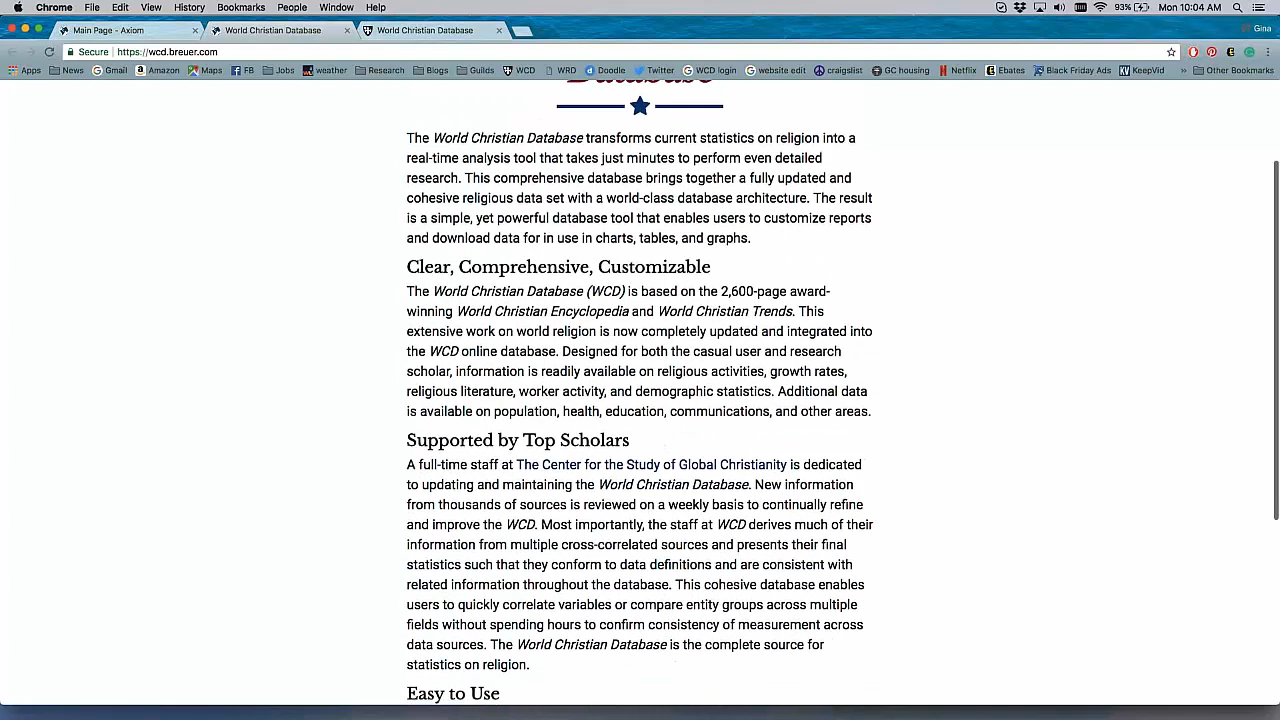 Chrome File Edit View History Bookmarks People Window Help 93% Mon 10:04 AM
Main Page - Axiom World Christian Database World Christian Database Gina
Secure https://wcd.breuer.com
Apps News Gmail Amazon Maps FB Jobs weather Research Blogs Guilds WCD WRD Doodle Twitter WCD login website edit craigslist GC housing Netflix Ebates Black Friday Ads KeepVid » Other Bookmarks
Database
The World Christian Database transforms current statistics on religion into a
real-time analysis tool that takes just minutes to perform even detailed
research. This comprehensive database brings together a fully updated and
cohesive religious data set with a world-class database architecture. The result
is a simple, yet powerful database tool that enables users to customize reports
and download data for in use in charts, tables, and graphs.
Clear, Comprehensive, Customizable
The World Christian Database (WCD) is based on the 2,600-page award-
winning World Christian Encyclopedia and World Christian Trends. This
extensive work on world religion is now completely updated and integrated into
the WCD online database. Designed for both the casual user and research
scholar, information is readily available on religious activities, growth rates,
religious literature, worker activity, and demographic statistics. Additional data
is available on population, health, education, communications, and other areas.
Supported by Top Scholars
A full-time staff at The Center for the Study of Global Christianity is dedicated
to updating and maintaining the World Christian Database. New information
from thousands of sources is reviewed on a weekly basis to continually refine
and improve the WCD. Most importantly, the staff at WCD derives much of their
information from multiple cross-correlated sources and presents their final
statistics such that they conform to data definitions and are consistent with
related information throughout the database. This cohesive database enables
users to quickly correlate variables or compare entity groups across multiple
fields without spending hours to confirm consistency of measurement across
data sources. The World Christian Database is the complete source for
statistics on religion.
Easy to Use